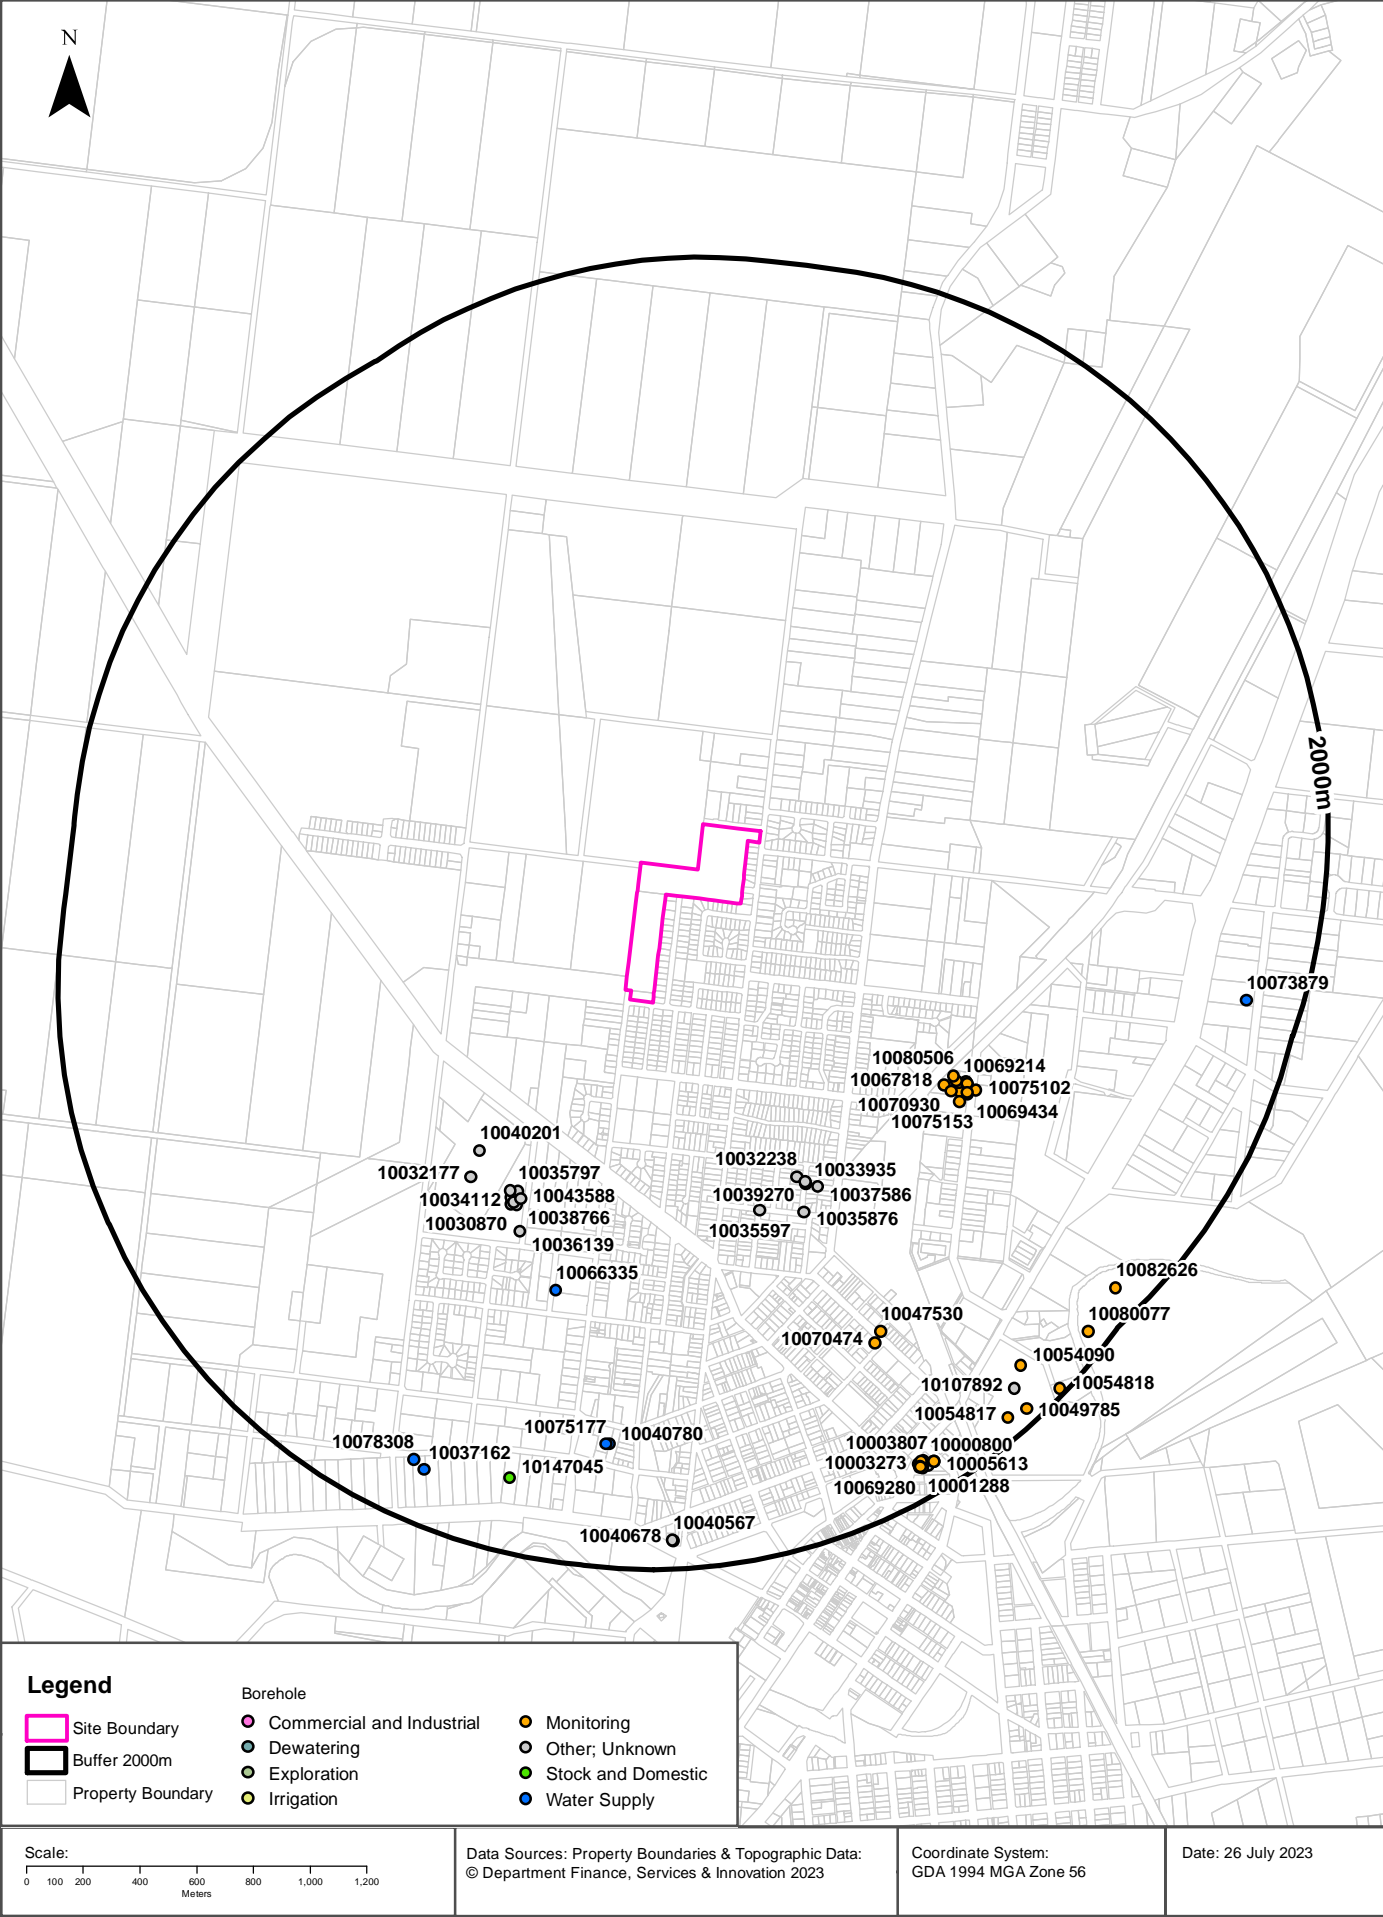 N
2000m
10073879
10080506
10069214
10067818
10075102
10070930
10069434
10075153
10040201
10032177
10035797
10034112
10043588
10030870
10038766
10036139
10032238
10033935
10039270
10037586
10035597
10035876
10066335
10082626
10080077
10047530
10070474
10054090
10107892
10054818
10054817
10049785
10075177
10040780
10078308
10037162
10147045
10003807
10000800
10003273
10005613
10069280
10001288
10040678
10040567
Legend
Site Boundary
Buffer 2000m
Property Boundary
Borehole
Commercial and Industrial
Dewatering
Exploration
Irrigation
Monitoring
Other; Unknown
Stock and Domestic
Water Supply
Scale:
0 100 200 400 600 800 1,000 1,200
Meters
Data Sources: Property Boundaries & Topographic Data:
© Department Finance, Services & Innovation 2023
Coordinate System:
GDA 1994 MGA Zone 56
Date: 26 July 2023